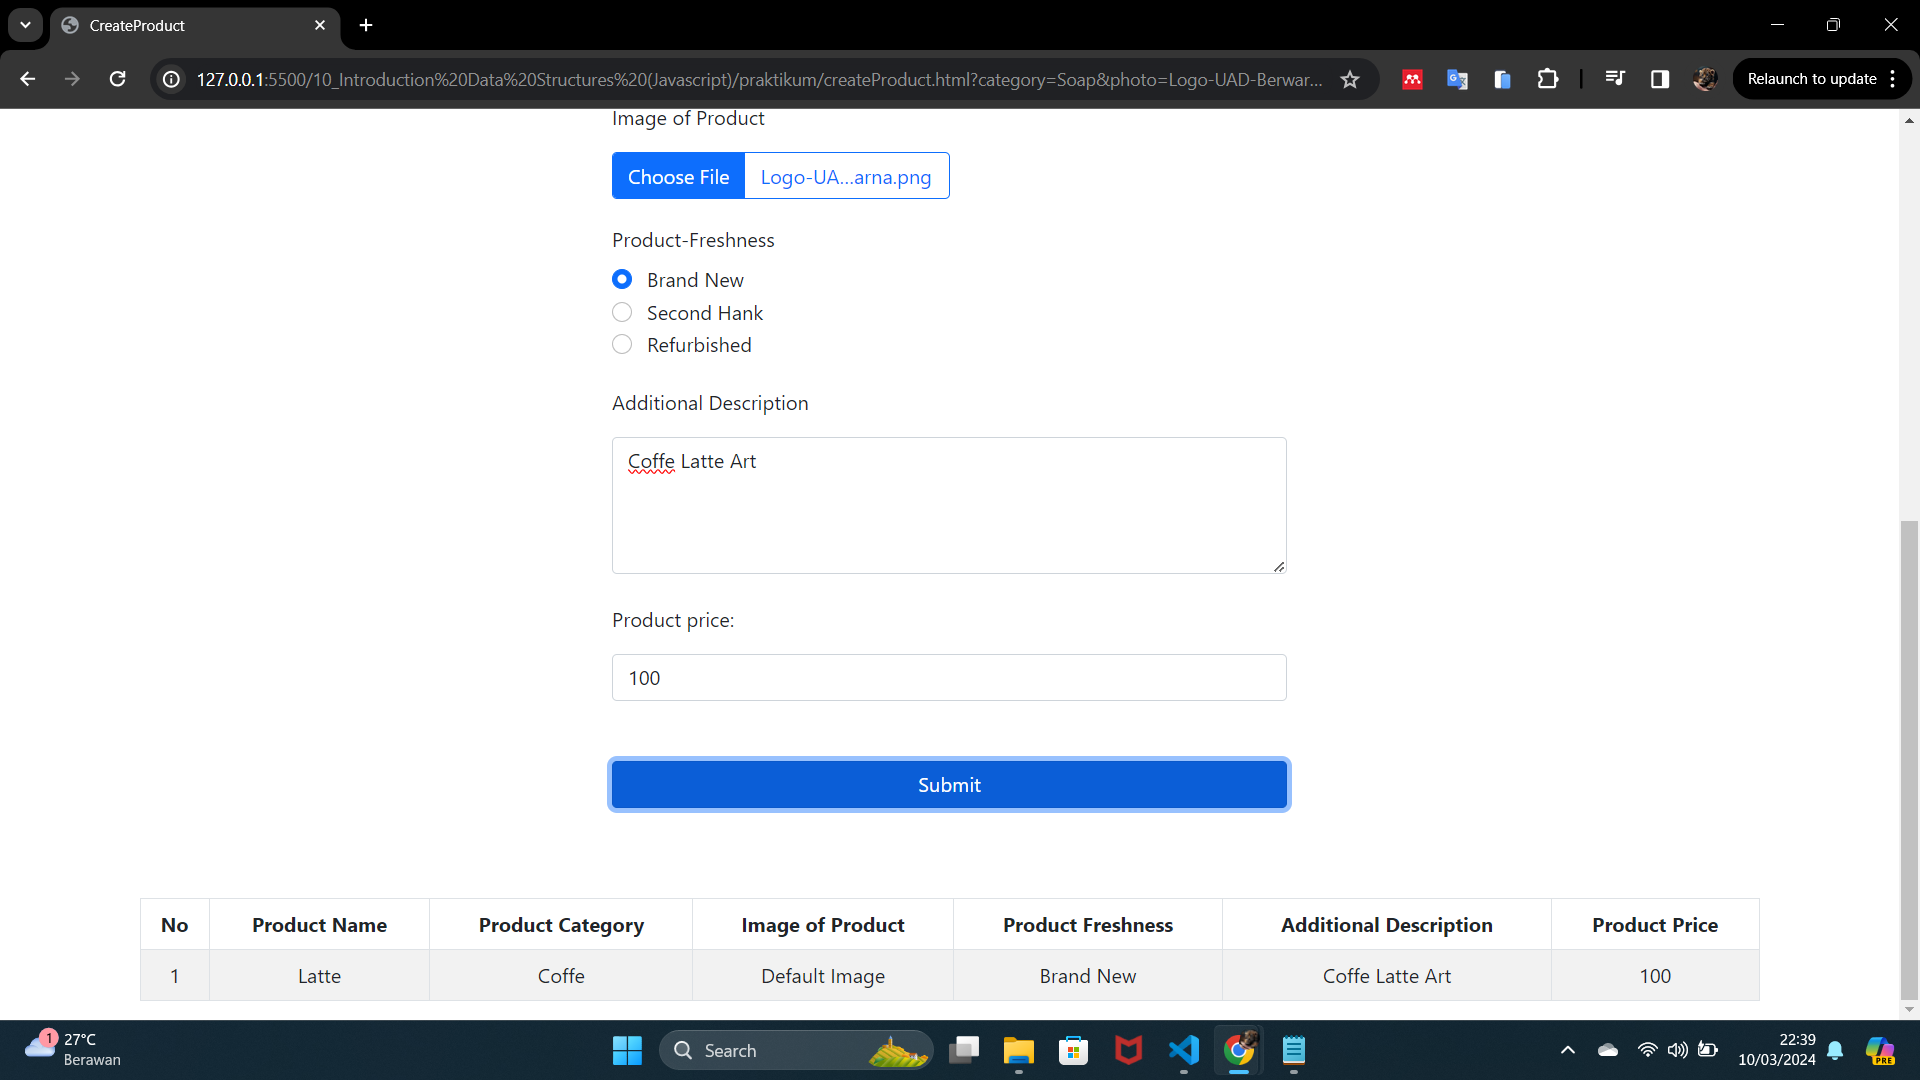 CreateProduct
127.0.0.1:5500/10_Introduction%20Data%20Structures%20(Javascript)/praktikum/createProduct.html?category=Soap&photo=Logo-UAD-Berwar...
Relaunch to update
Image of Product
Choose File Logo-UA...arna.png
Product-Freshness
Brand New
Second Hank
Refurbished
Additional Description
Coffe Latte Art
Product price:
100
Submit
No Product Name Product Category Image of Product Product Freshness Additional Description Product Price
1 Latte Coffe Default Image Brand New Coffe Latte Art 100
1
27°C
Berawan
Search
22:39
10/03/2024
PRE